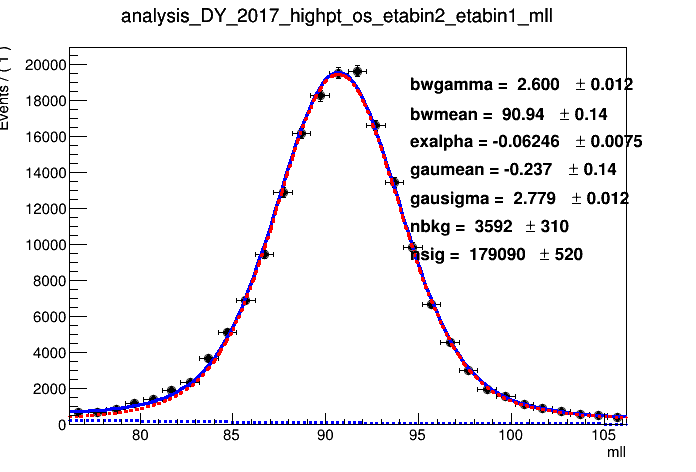 analysis_DY_2017_highpt_os_etabin2_etabin1_mll
Events / ( 1 )
20000
18000
16000
14000
12000
10000
8000
6000
4000
2000
0
bwgamma = 2.600 ± 0.012
bwmean = 90.94 ± 0.14
exalpha = -0.06246 ± 0.0075
gaumean = -0.237 ± 0.14
gausigma = 2.779 ± 0.012
nbkg = 3592 ± 310
nsig = 179090 ± 520
80 85 90 95 100 105
mll